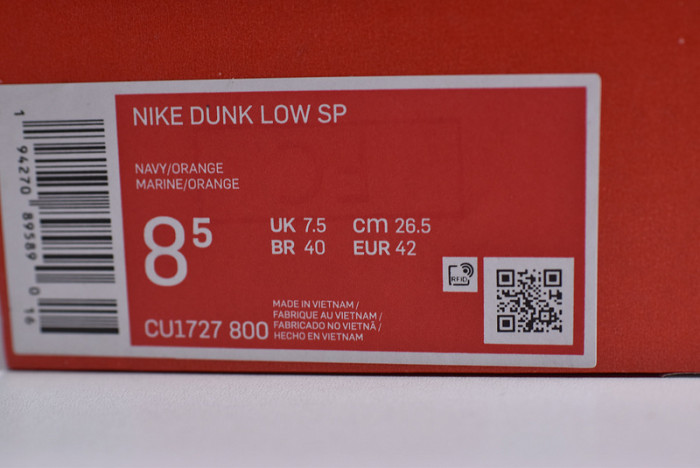 NIKE DUNK LOW SP
NAVY/ORANGE
MARINE/ORANGE
8⁵
UK 7.5 cm 26.5
BR 40 EUR 42
RFID
CU1727 800
MADE IN VIETNAM /
FABRIQUE AU VIETNAM /
FABRICADO NO VIETNÃ /
HECHO EN VIETNAM
1 94270 89589 0 16